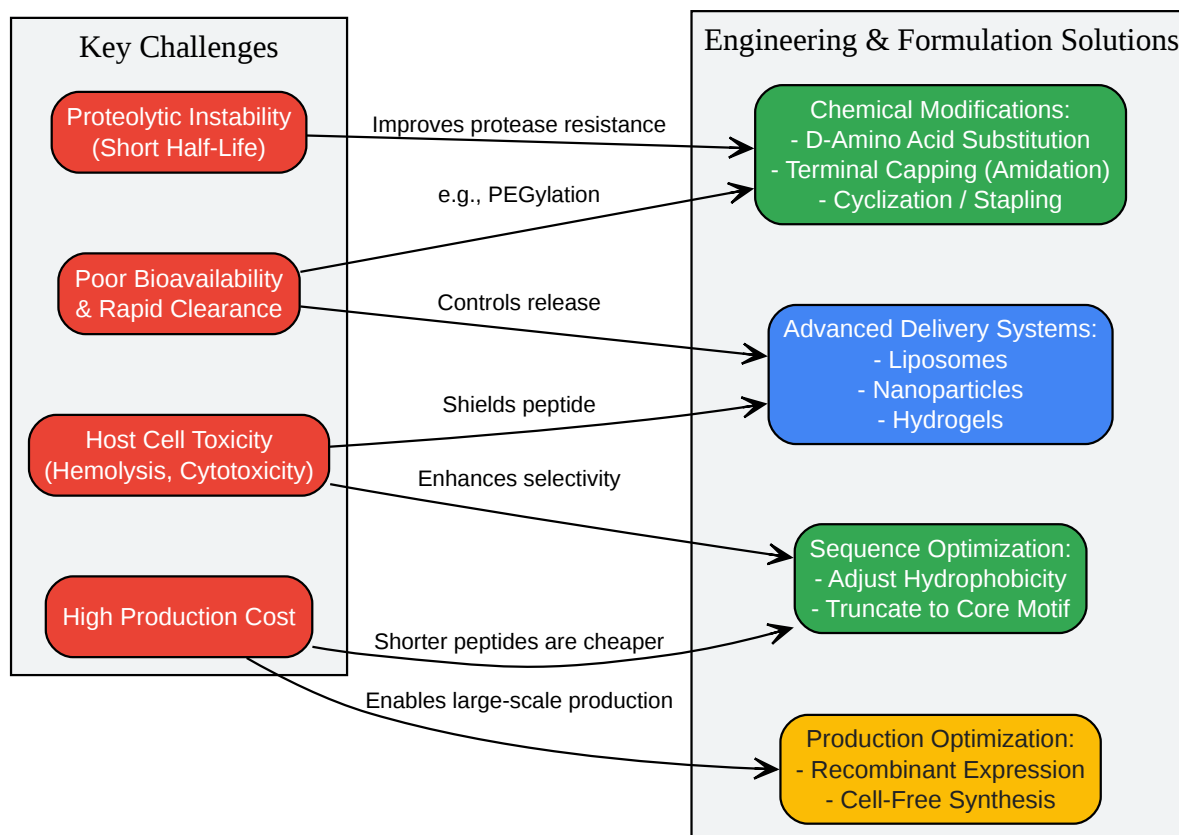 Key Challenges
Proteolytic Instability
(Short Half-Life)
Poor Bioavailability
& Rapid Clearance
Host Cell Toxicity
(Hemolysis, Cytotoxicity)
High Production Cost
Improves protease resistance
e.g., PEGylation
Controls release
Shields peptide
Enhances selectivity
Shorter peptides are cheaper
Enables large-scale production
Engineering & Formulation Solutions
Chemical Modifications:
- D-Amino Acid Substitution
- Terminal Capping (Amidation)
- Cyclization / Stapling
Advanced Delivery Systems:
- Liposomes
- Nanoparticles
- Hydrogels
Sequence Optimization:
- Adjust Hydrophobicity
- Truncate to Core Motif
Production Optimization:
- Recombinant Expression
- Cell-Free Synthesis